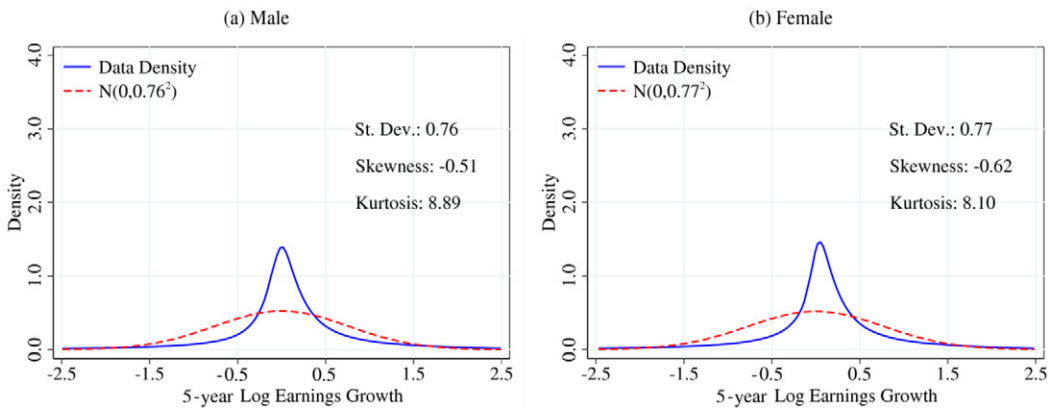 (a) Male
4.0
3.0
2.0
1.0
0.0
Density
Data Density
N(0,0.76²)
St. Dev.: 0.76
Skewness: -0.51
Kurtosis: 8.89
-2.5 -1.5 -0.5 0.5 1.5 2.5
5-year Log Earnings Growth
(b) Female
4.0
3.0
2.0
1.0
0.0
Density
Data Density
N(0,0.77²)
St. Dev.: 0.77
Skewness: -0.62
Kurtosis: 8.10
-2.5 -1.5 -0.5 0.5 1.5 2.5
5-year Log Earnings Growth